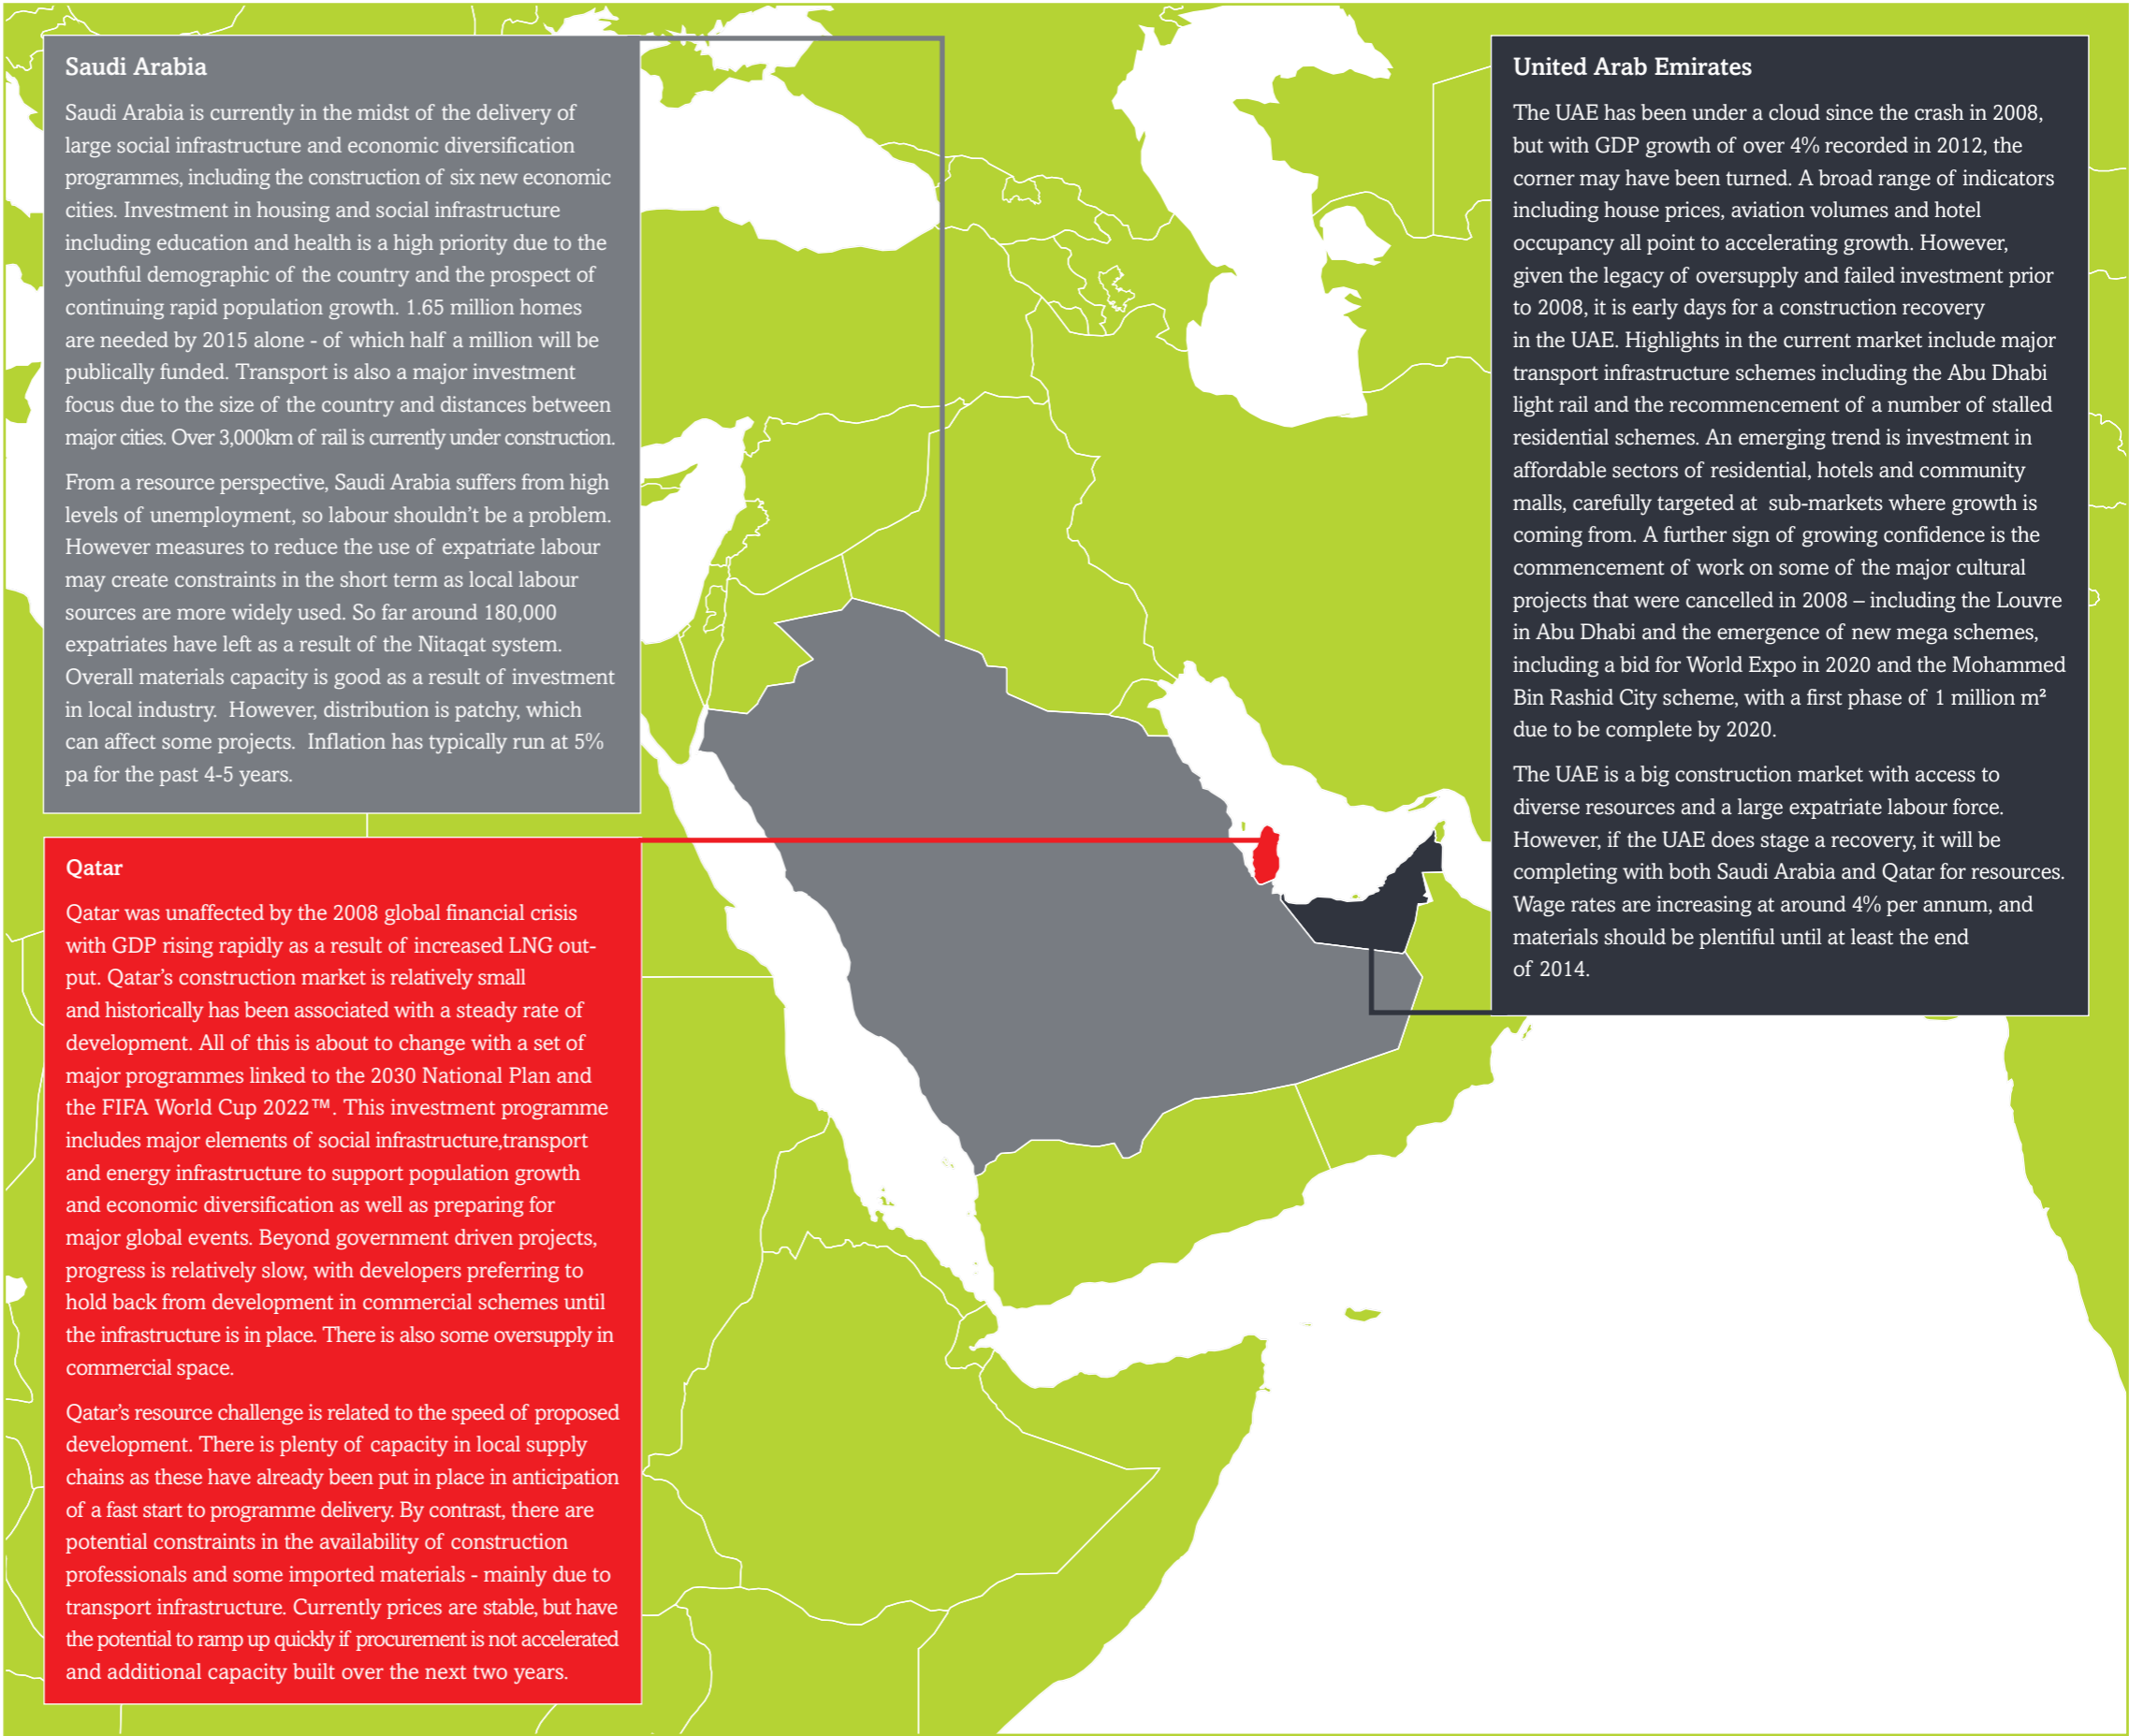 Saudi Arabia
Saudi Arabia is currently in the midst of the delivery of
large social infrastructure and economic diversification
programmes, including the construction of six new economic
cities. Investment in housing and social infrastructure
including education and health is a high priority due to the
youthful demographic of the country and the prospect of
continuing rapid population growth. 1.65 million homes
are needed by 2015 alone - of which half a million will be
publically funded. Transport is also a major investment
focus due to the size of the country and distances between
major cities. Over 3,000km of rail is currently under construction.
From a resource perspective, Saudi Arabia suffers from high
levels of unemployment, so labour shouldn't be a problem.
However measures to reduce the use of expatriate labour
may create constraints in the short term as local labour
sources are more widely used. So far around 180,000
expatriates have left as a result of the Nitaqat system.
Overall materials capacity is good as a result of investment
in local industry.  However, distribution is patchy, which
can affect some projects.  Inflation has typically run at 5%
pa for the past 4-5 years.
Qatar
Qatar was unaffected by the 2008 global financial crisis
with GDP rising rapidly as a result of increased LNG out-
put. Qatar's construction market is relatively small
and historically has been associated with a steady rate of
development. All of this is about to change with a set of
major programmes linked to the 2030 National Plan and
the FIFA World Cup 2022™. This investment programme
includes major elements of social infrastructure,transport
and energy infrastructure to support population growth
and economic diversification as well as preparing for
major global events. Beyond government driven projects,
progress is relatively slow, with developers preferring to
hold back from development in commercial schemes until
the infrastructure is in place. There is also some oversupply in
commercial space.
Qatar's resource challenge is related to the speed of proposed
development. There is plenty of capacity in local supply
chains as these have already been put in place in anticipation
of a fast start to programme delivery. By contrast, there are
potential constraints in the availability of construction
professionals and some imported materials - mainly due to
transport infrastructure. Currently prices are stable, but have
the potential to ramp up quickly if procurement is not accelerated
and additional capacity built over the next two years.
United Arab Emirates
The UAE has been under a cloud since the crash in 2008,
but with GDP growth of over 4% recorded in 2012, the
corner may have been turned. A broad range of indicators
including house prices, aviation volumes and hotel
occupancy all point to accelerating growth. However,
given the legacy of oversupply and failed investment prior
to 2008, it is early days for a construction recovery
in the UAE. Highlights in the current market include major
transport infrastructure schemes including the Abu Dhabi
light rail and the recommencement of a number of stalled
residential schemes. An emerging trend is investment in
affordable sectors of residential, hotels and community
malls, carefully targeted at  sub-markets where growth is
coming from. A further sign of growing confidence is the
commencement of work on some of the major cultural
projects that were cancelled in 2008 – including the Louvre
in Abu Dhabi and the emergence of new mega schemes,
including a bid for World Expo in 2020 and the Mohammed
Bin Rashid City scheme, with a first phase of 1 million m²
due to be complete by 2020.
The UAE is a big construction market with access to
diverse resources and a large expatriate labour force.
However, if the UAE does stage a recovery, it will be
completing with both Saudi Arabia and Qatar for resources.
Wage rates are increasing at around 4% per annum, and
materials should be plentiful until at least the end
of 2014.